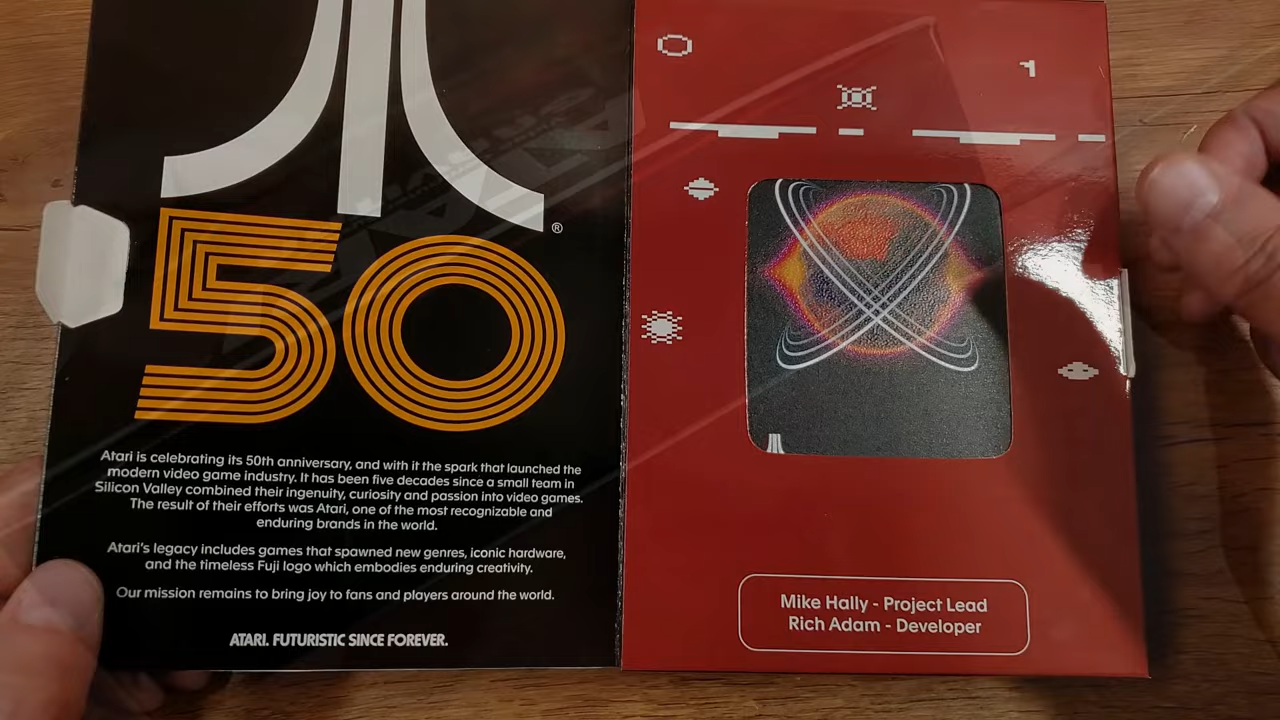 ®
50
Atari is celebrating its 50th anniversary, and with it the spark that launched the
modern video game industry. It has been five decades since a small team in
Silicon Valley combined their ingenuity, curiosity and passion into video games.
The result of their efforts was Atari, one of the most recognizable and
enduring brands in the world.
Atari's legacy includes games that spawned new genres, iconic hardware,
and the timeless Fuji logo which embodies enduring creativity.
Our mission remains to bring joy to fans and players around the world.
ATARI. FUTURISTIC SINCE FOREVER.
Mike Hally - Project Lead
Rich Adam - Developer